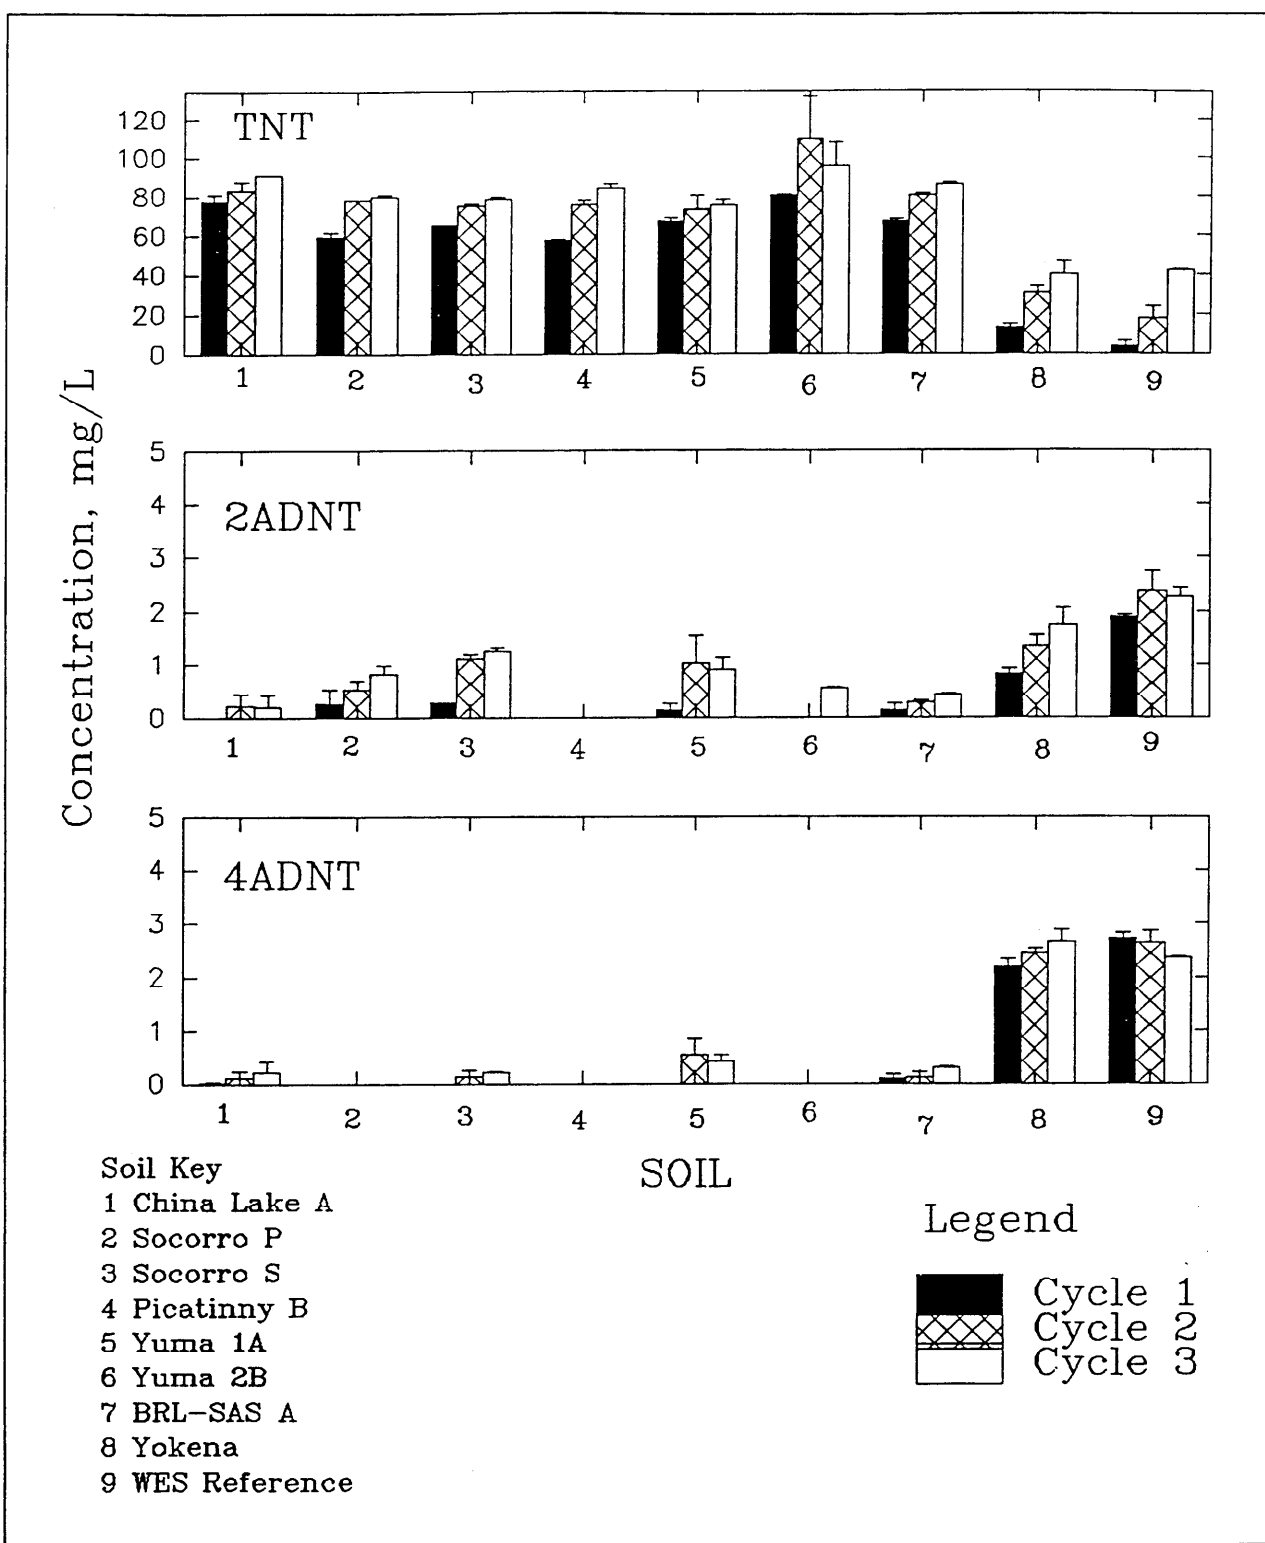 TNT
120
100
80
60
40
20
0
1 2 3 4 5 6 7 8 9
Concentration, mg/L
2ADNT
5
4
3
2
1
0
1 2 3 4 5 6 7 8 9
4ADNT
5
4
3
2
1
0
1 2 3 4 5 6 7 8 9
SOIL
Soil Key
1 China Lake A
2 Socorro P
3 Socorro S
4 Picatinny B
5 Yuma 1A
6 Yuma 2B
7 BRL-SAS A
8 Yokena
9 WES Reference
Legend
Cycle 1
Cycle 2
Cycle 3